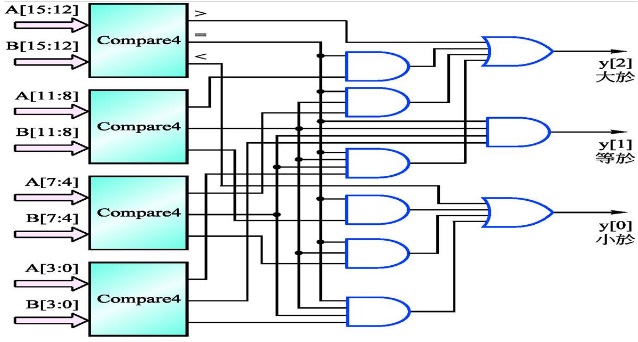 A[15:12]
B[15:12]
Compare4
>
=
<
A[11:8]
B[11:8]
Compare4
A[7:4]
B[7:4]
Compare4
A[3:0]
B[3:0]
Compare4
y[2]
大於
y[1]
等於
y[0]
小於